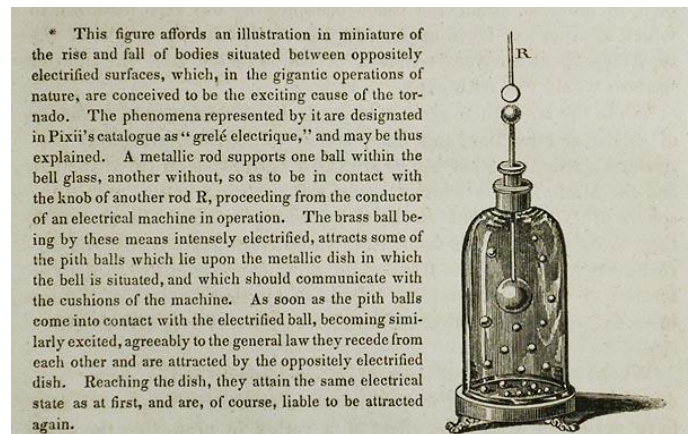 * This figure affords an illustration in miniature of
the rise and fall of bodies situated between oppositely
electrified surfaces, which, in the gigantic operations of
nature, are conceived to be the exciting cause of the tor-
nado. The phenomena represented by it are designated
in Pixii's catalogue as "grelé electrique," and may be thus
explained. A metallic rod supports one ball within the
bell glass, another without, so as to be in contact with
the knob of another rod R, proceeding from the conductor
of an electrical machine in operation. The brass ball be-
ing by these means intensely electrified, attracts some of
the pith balls which lie upon the metallic dish in which
the bell is situated, and which should communicate with
the cushions of the machine. As soon as the pith balls
come into contact with the electrified ball, becoming simi-
larly excited, agreeably to the general law they recede from
each other and are attracted by the oppositely electrified
dish. Reaching the dish, they attain the same electrical
state as at first, and are, of course, liable to be attracted
again.
R